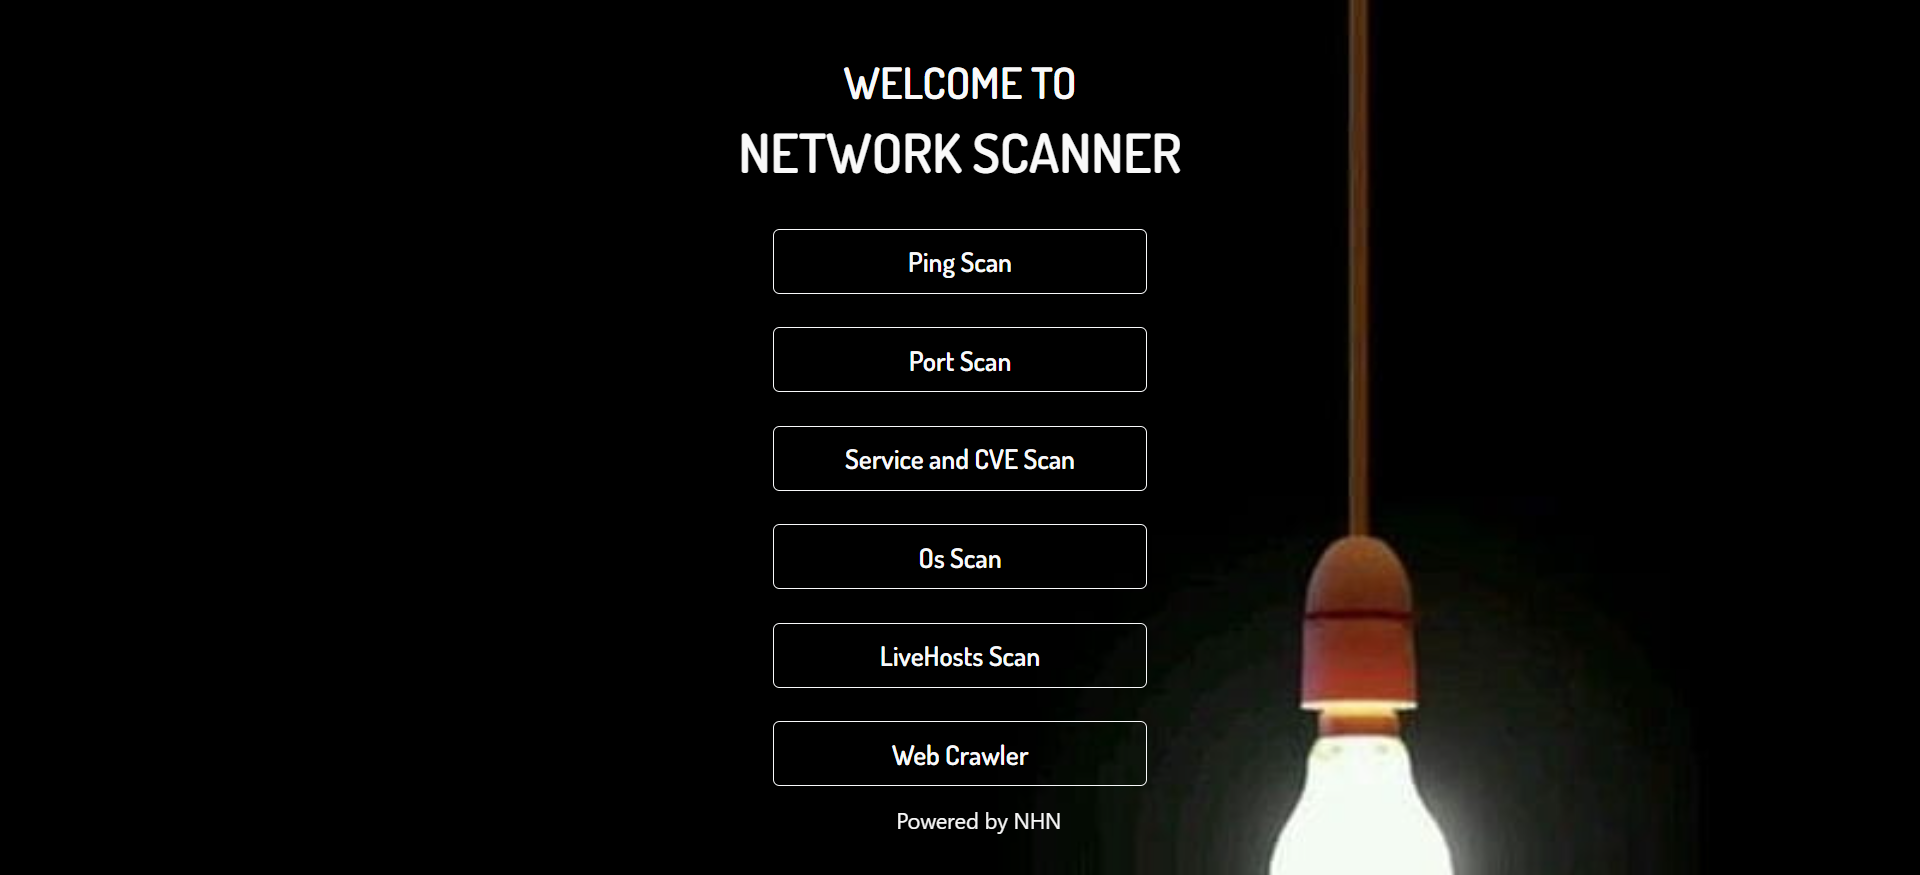 WELCOME TO
NETWORK SCANNER
Ping Scan
Port Scan
Service and CVE Scan
Os Scan
LiveHosts Scan
Web Crawler
Powered by NHN